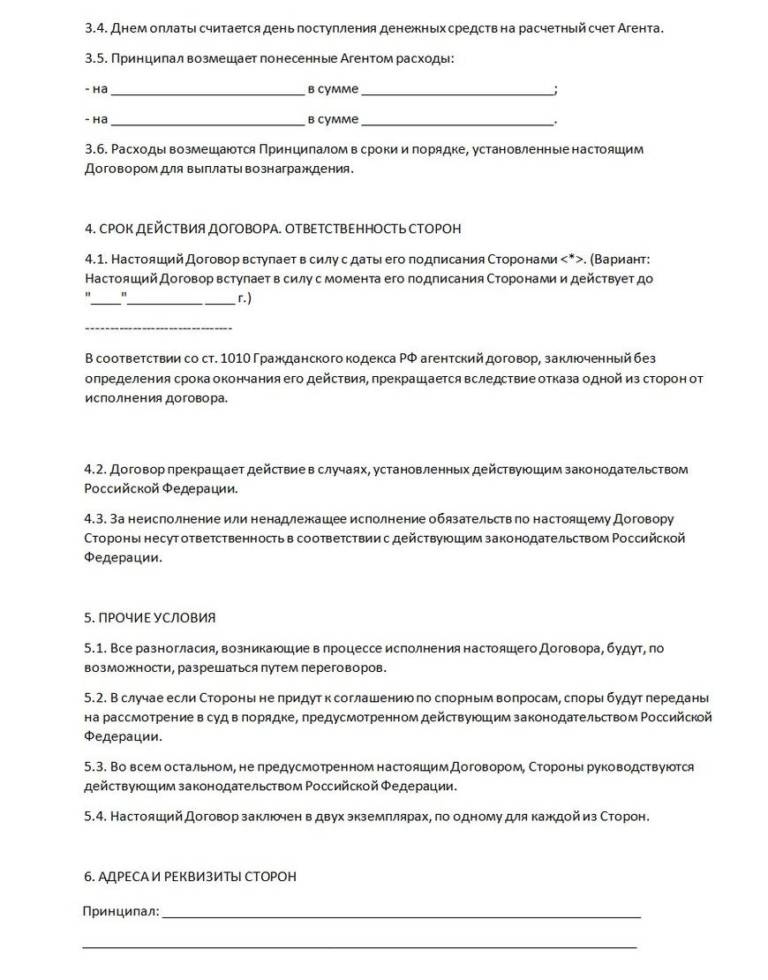 3.4. Днем оплаты считается день поступления денежных средств на расчетный счет Агента.
3.5. Принципал возмещает понесенные Агентом расходы:
- на __________________________ в сумме __________________________;
- на __________________________ в сумме __________________________.
3.6. Расходы возмещаются Принципалом в сроки и порядке, установленные настоящим
Договором для выплаты вознаграждения.
4. СРОК ДЕЙСТВИЯ ДОГОВОРА. ОТВЕТСТВЕННОСТЬ СТОРОН
4.1. Настоящий Договор вступает в силу с даты его подписания Сторонами <*>. (Вариант:
Настоящий Договор вступает в силу с момента его подписания Сторонами и действует до
"____"__________ ____ г.)
--------------------------------
В соответствии со ст. 1010 Гражданского кодекса РФ агентский договор, заключенный без
определения срока окончания его действия, прекращается вследствие отказа одной из сторон от
исполнения договора.
4.2. Договор прекращает действие в случаях, установленных действующим законодательством
Российской Федерации.
4.3. За неисполнение или ненадлежащее исполнение обязательств по настоящему Договору
Стороны несут ответственность в соответствии с действующим законодательством Российской
Федерации.
5. ПРОЧИЕ УСЛОВИЯ
5.1. Все разногласия, возникающие в процессе исполнения настоящего Договора, будут, по
возможности, разрешаться путем переговоров.
5.2. В случае если Стороны не придут к соглашению по спорным вопросам, споры будут переданы
на рассмотрение в суд в порядке, предусмотренном действующим законодательством Российской
Федерации.
5.3. Во всем остальном, не предусмотренном настоящим Договором, Стороны руководствуются
действующим законодательством Российской Федерации.
5.4. Настоящий Договор заключен в двух экземплярах, по одному для каждой из Сторон.
6. АДРЕСА И РЕКВИЗИТЫ СТОРОН
Принципал: ________________________________________________________________
__________________________________________________________________________